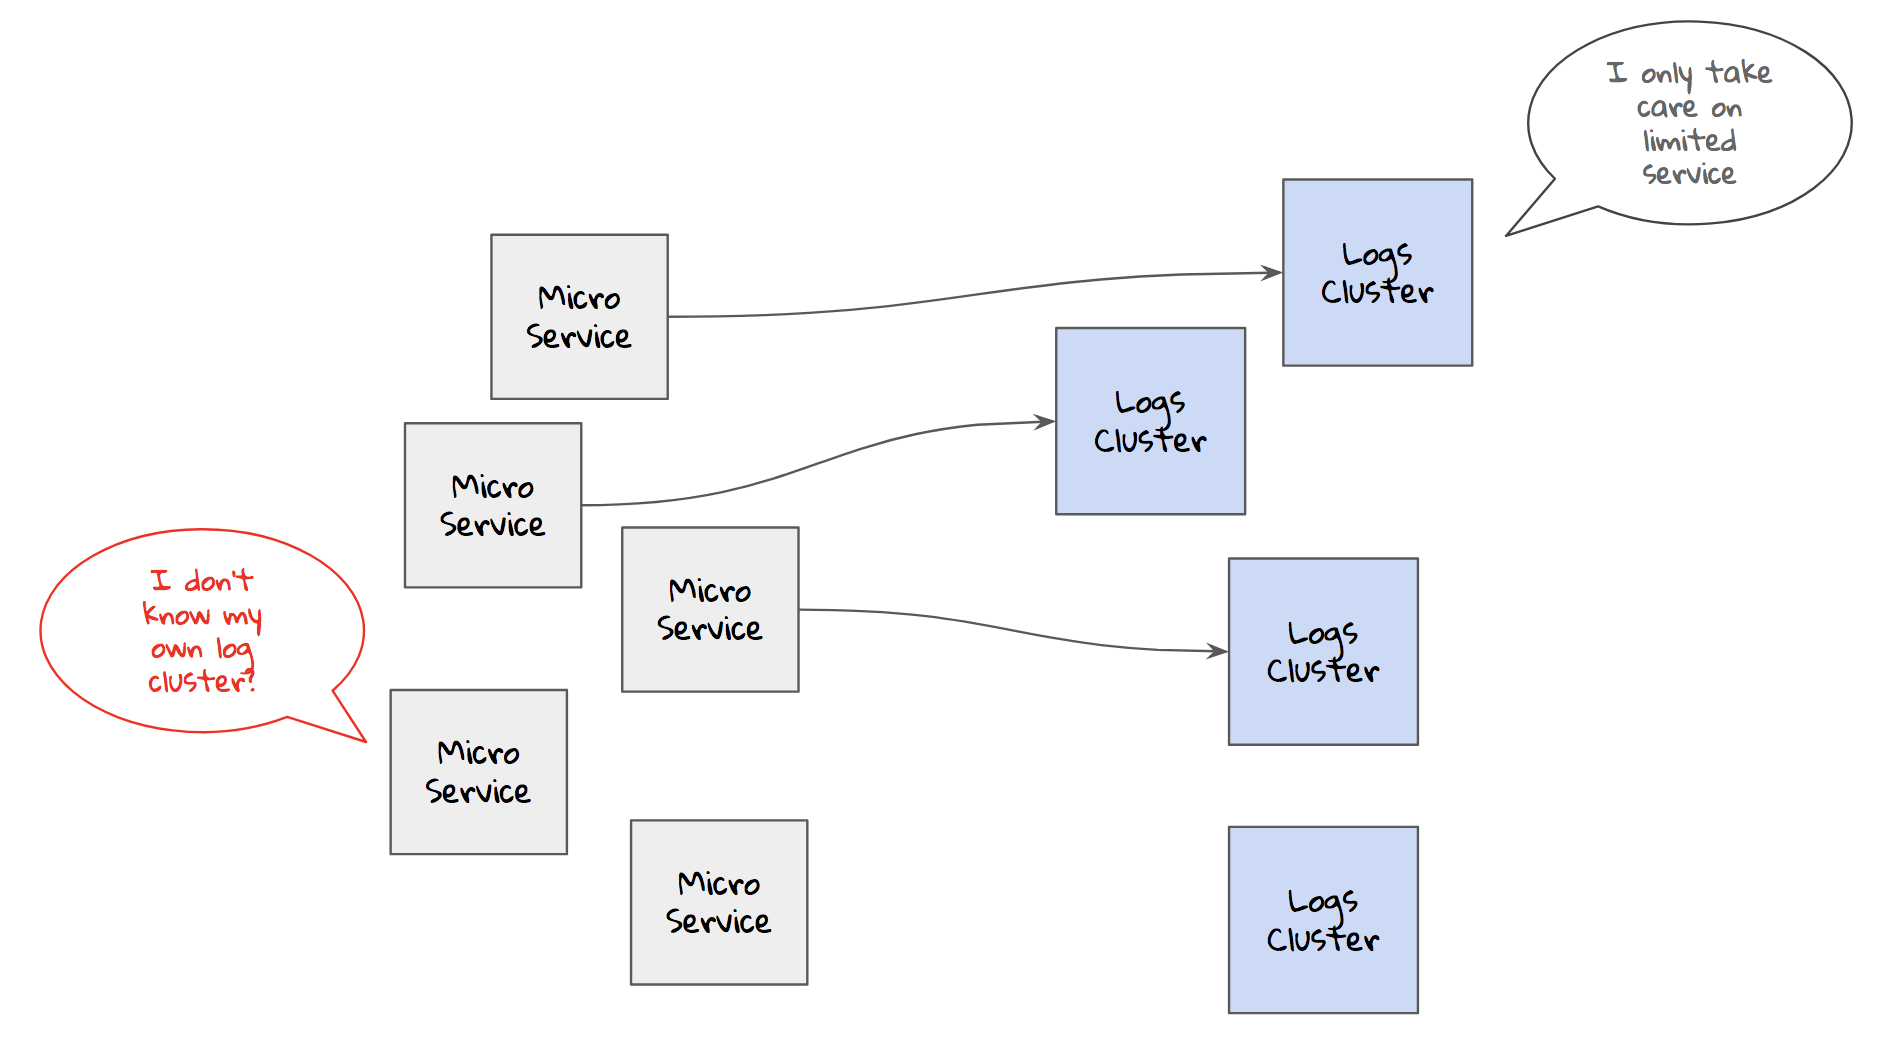 I only take
care on
limited
service
Logs
Cluster
Micro
Service
Logs
Cluster
Micro
Service
I don't
know my
own log
cluster?
Micro
Service
Logs
Cluster
Micro
Service
Micro
Service
Logs
Cluster